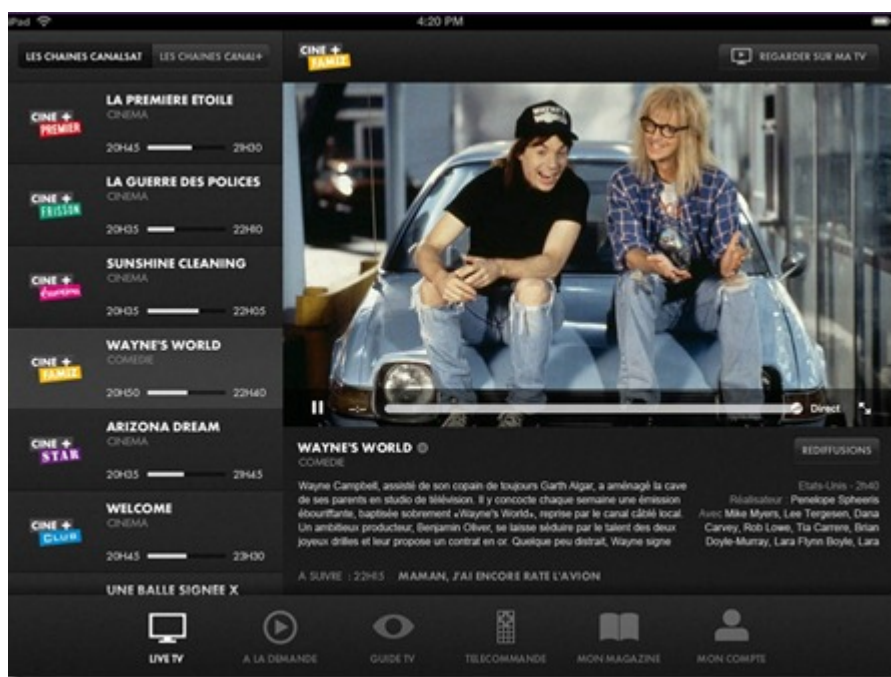 iPad
4:20 PM
LES CHAINES CANALSAT
LES CHAINES CANAL+
CINE +
FAMIZ
REGARDER SUR MA TV
CINE +
PREMIER
LA PREMIERE ETOILE
CINEMA
20H45
21H30
CINE +
FRISSON
LA GUERRE DES POLICES
CINEMA
20H35
22H10
CINE +
SUNSHINE CLEANING
CINEMA
20H35
22H05
CINE +
FAMIZ
WAYNE'S WORLD
COMEDIE
20H50
22H40
CINE +
STAR
ARIZONA DREAM
CINEMA
20H35
21H45
CINE +
CLUB
WELCOME
CINEMA
20H45
23H30
UNE BALLE SIGNEE X
WAYNE'S WORLD
Direct
WAYNE'S WORLD
COMEDIE
REDIFFUSIONS
Wayne Campbell, assisté de son copain de toujours Garth Algar, a aménagé la cave
de ses parents en studio de télévision. Il y concocte chaque semaine une émission
ébouriffante, baptisée sobrement «Wayne's World», reprise par le canal câblé local.
Un ambitieux producteur, Benjamin Oliver, se laisse séduire par le talent des deux
joyeux drilles et leur propose un contrat en or. Quelque peu distrait, Wayne signe
Etats-Unis - 2h40
Réalisateur : Penelope Spheeris
Avec Mike Myers, Lee Tergesen, Dana
Carvey, Rob Lowe, Tia Carrere, Brian
Doyle-Murray, Lara Flynn Boyle, Lara
A SUIVRE : 22H15 MAMAN, J'AI ENCORE RATE L'AVION
LIVE TV
A LA DEMANDE
GUIDE TV
TELECOMMANDE
MON MAGAZINE
MON COMPTE